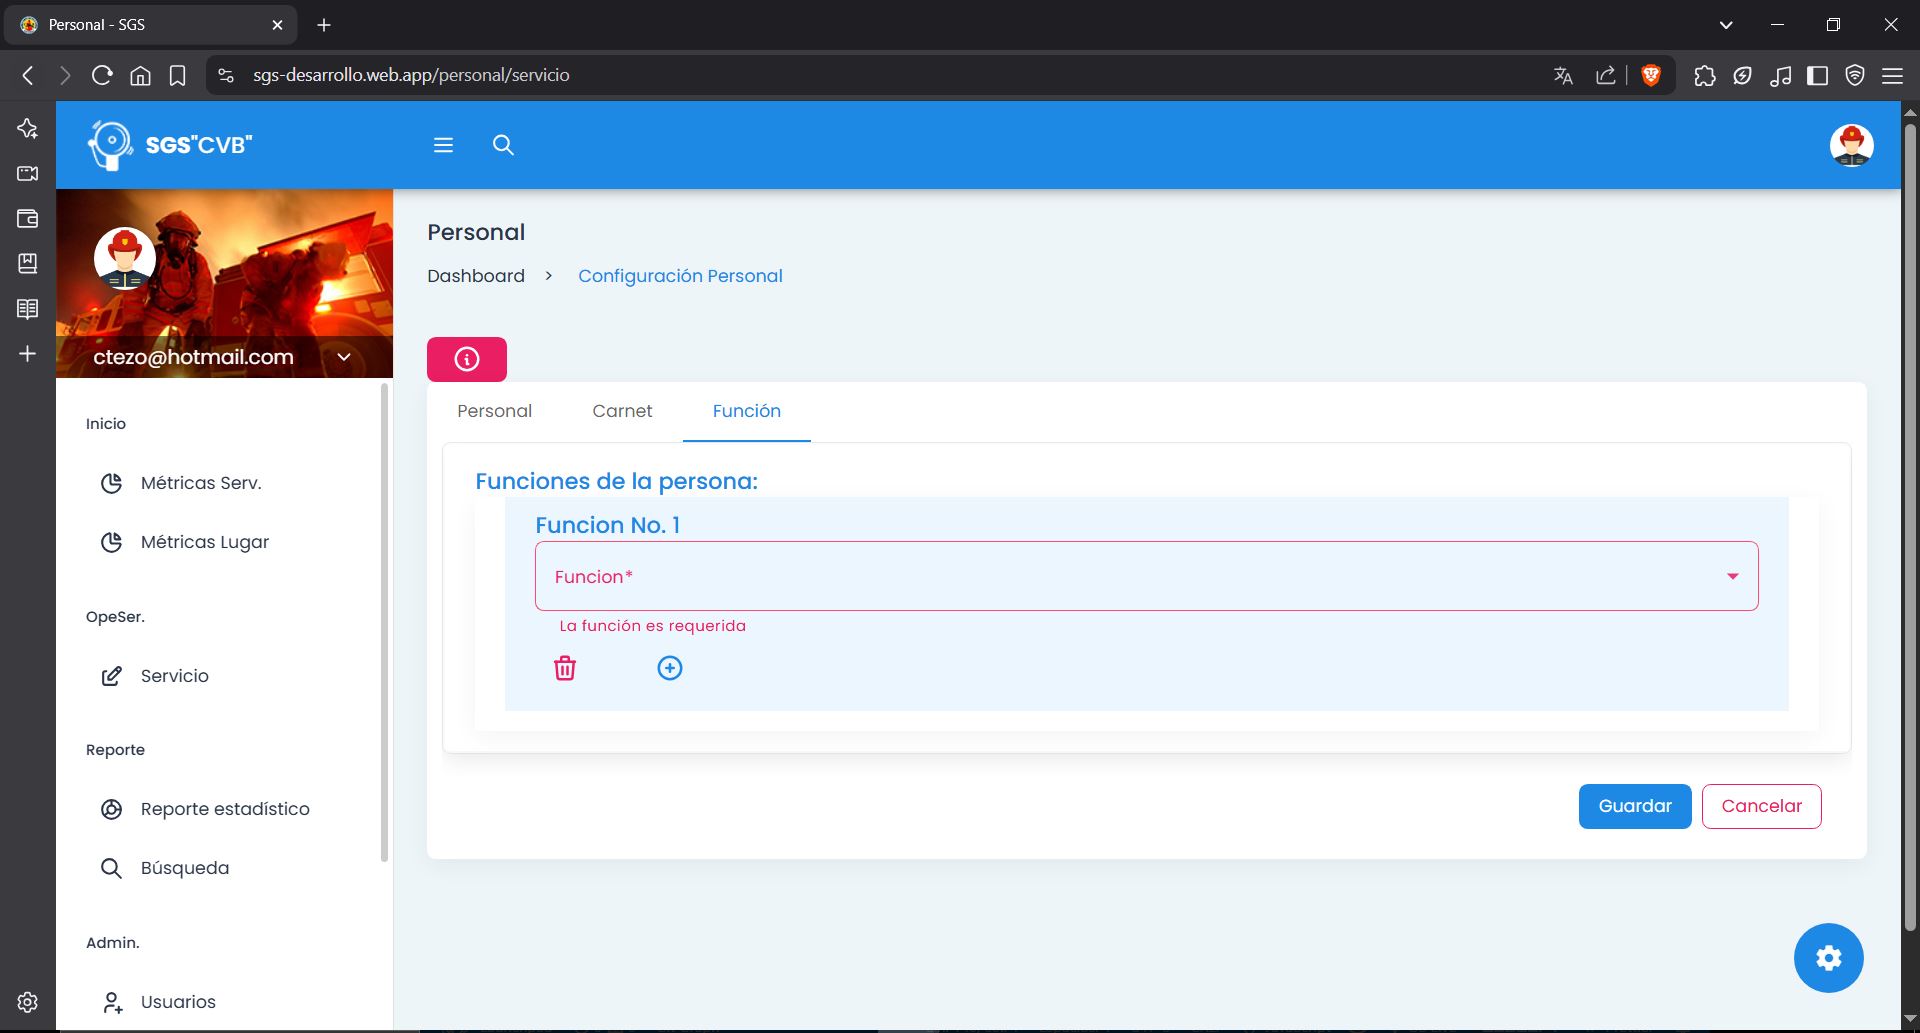 Personal - SGS
sgs-desarrollo.web.app/personal/servicio
SGS"CVB"
ctezo@hotmail.com
Inicio
Métricas Serv.
Métricas Lugar
OpeSer.
Servicio
Reporte
Reporte estadístico
Búsqueda
Admin.
Usuarios
Personal
Dashboard > Configuración Personal
Personal Carnet Función
Funciones de la persona:
Funcion No. 1
Funcion*
La función es requerida
Guardar Cancelar